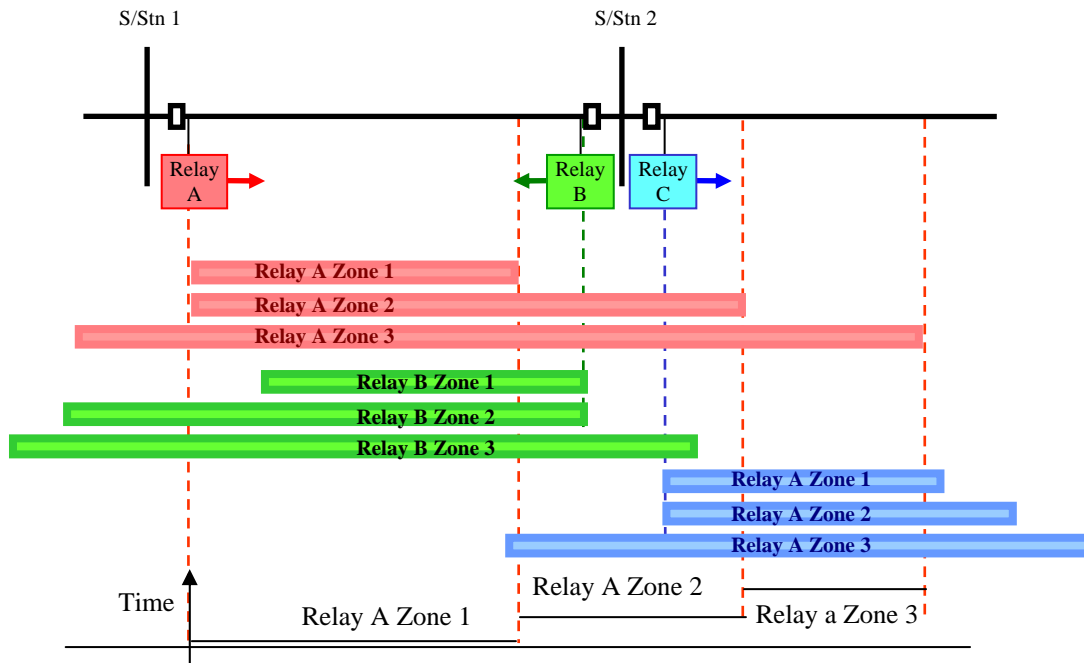 S/Stn 1
S/Stn 2
Relay
A
Relay
B
Relay
C
Relay A Zone 1
Relay A Zone 2
Relay A Zone 3
Relay B Zone 1
Relay B Zone 2
Relay B Zone 3
Relay A Zone 1
Relay A Zone 2
Relay A Zone 3
Time
Relay A Zone 1
Relay A Zone 2
Relay a Zone 3